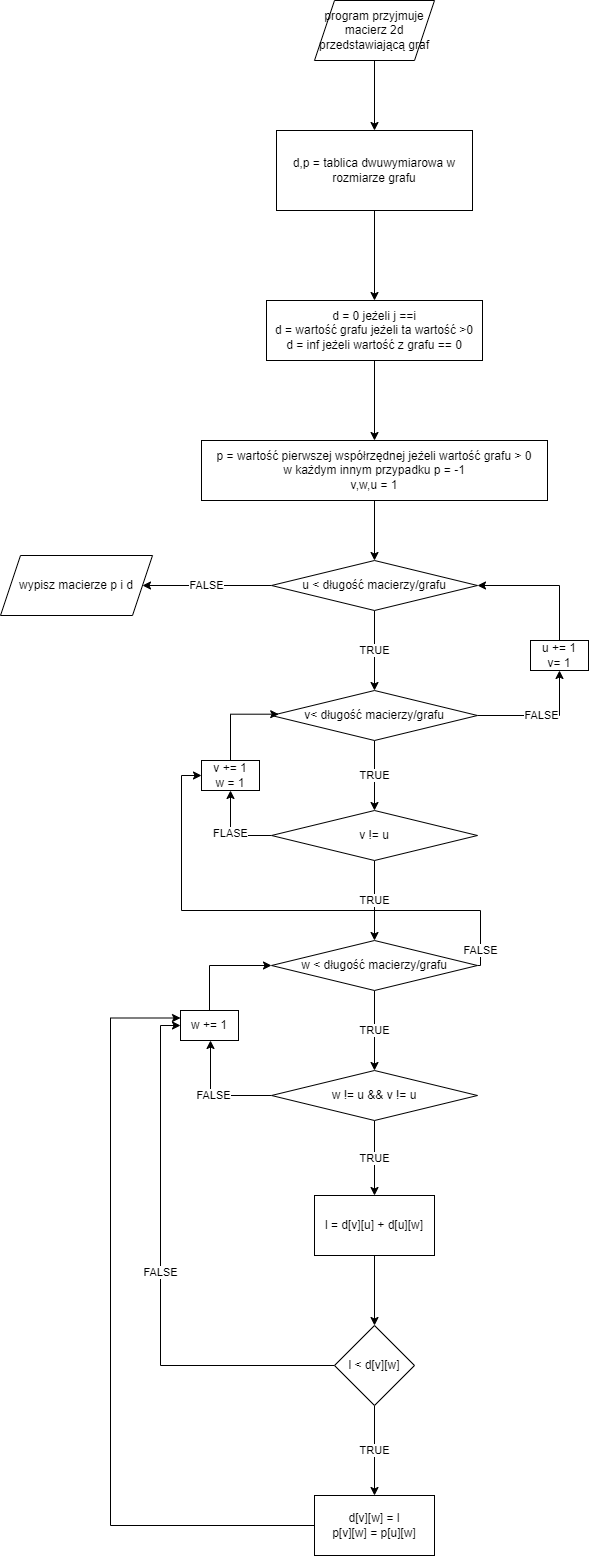 program przyjmuje
macierz 2d
przedstawiającą graf
d,p = tablica dwuwymiarowa w
rozmiarze grafu
d = 0 jeżeli j ==i
d = wartość grafu jeżeli ta wartość >0
d = inf jeżeli wartość z grafu == 0
p = wartość pierwszej współrzędnej jeżeli wartość grafu > 0
w każdym innym przypadku p = -1
v,w,u = 1
wypisz macierze p i d
FALSE
u < długość macierzy/grafu
TRUE
u += 1
v= 1
v< długość macierzy/grafu
FALSE
v += 1
w = 1
TRUE
FLASE
v != u
TRUE
FALSE
w < długość macierzy/grafu
w += 1
TRUE
FALSE
w != u && v != u
TRUE
l = d[v][u] + d[u][w]
FALSE
l < d[v][w]
TRUE
d[v][w] = l
p[v][w] = p[u][w]